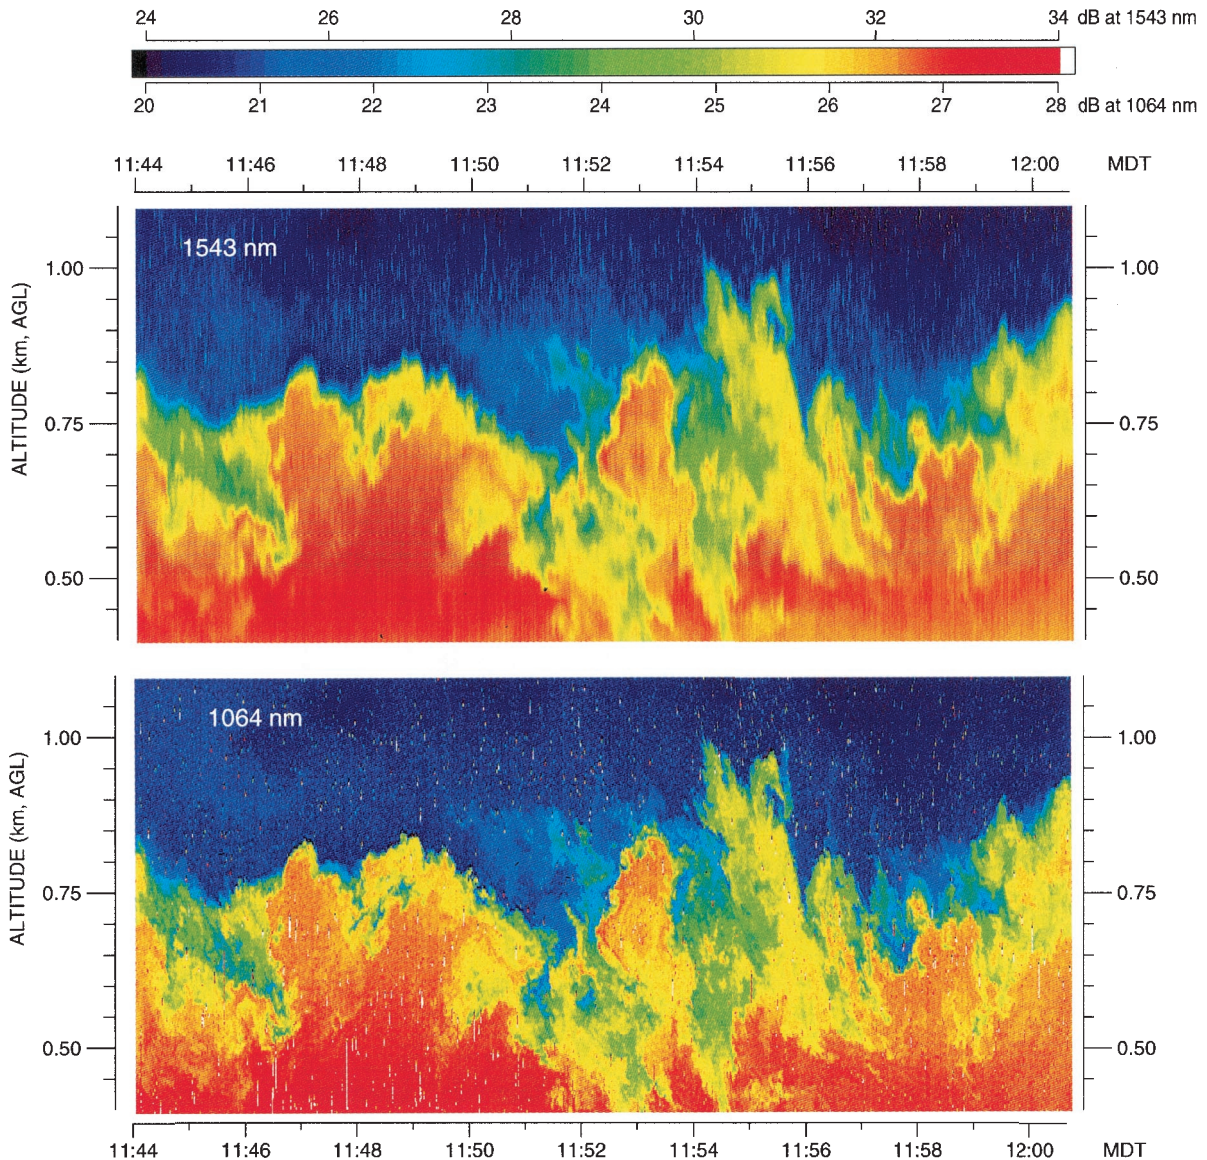 24 26 28 30 32 34 dB at 1543 nm
20 21 22 23 24 25 26 27 28 dB at 1064 nm
11:44 11:46 11:48 11:50 11:52 11:54 11:56 11:58 12:00 MDT
1543 nm
ALTITUDE (km, AGL)
1.00 1.00
0.75 0.75
0.50 0.50
1064 nm
ALTITUDE (km, AGL)
1.00 1.00
0.75 0.75
0.50 0.50
11:44 11:46 11:48 11:50 11:52 11:54 11:56 11:58 12:00 MDT